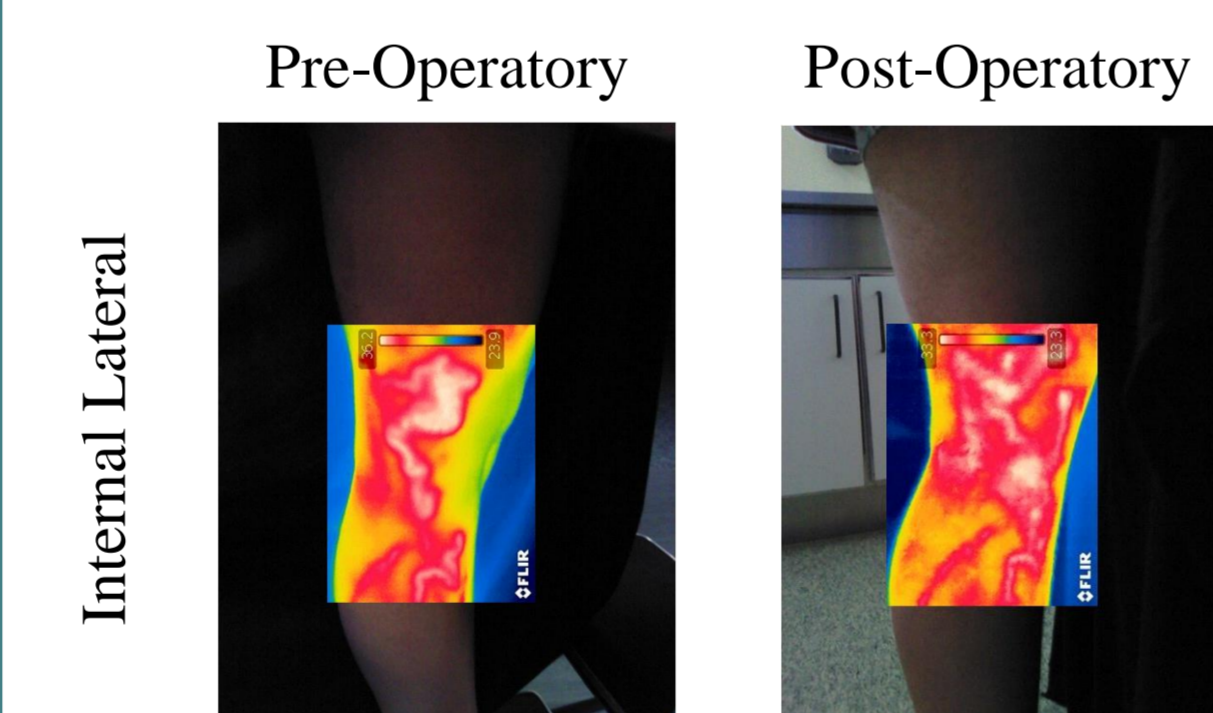 Pre-Operatory
Post-Operatory
Internal Lateral
36.2
23.9
FLIR
33.3
23.3
FLIR